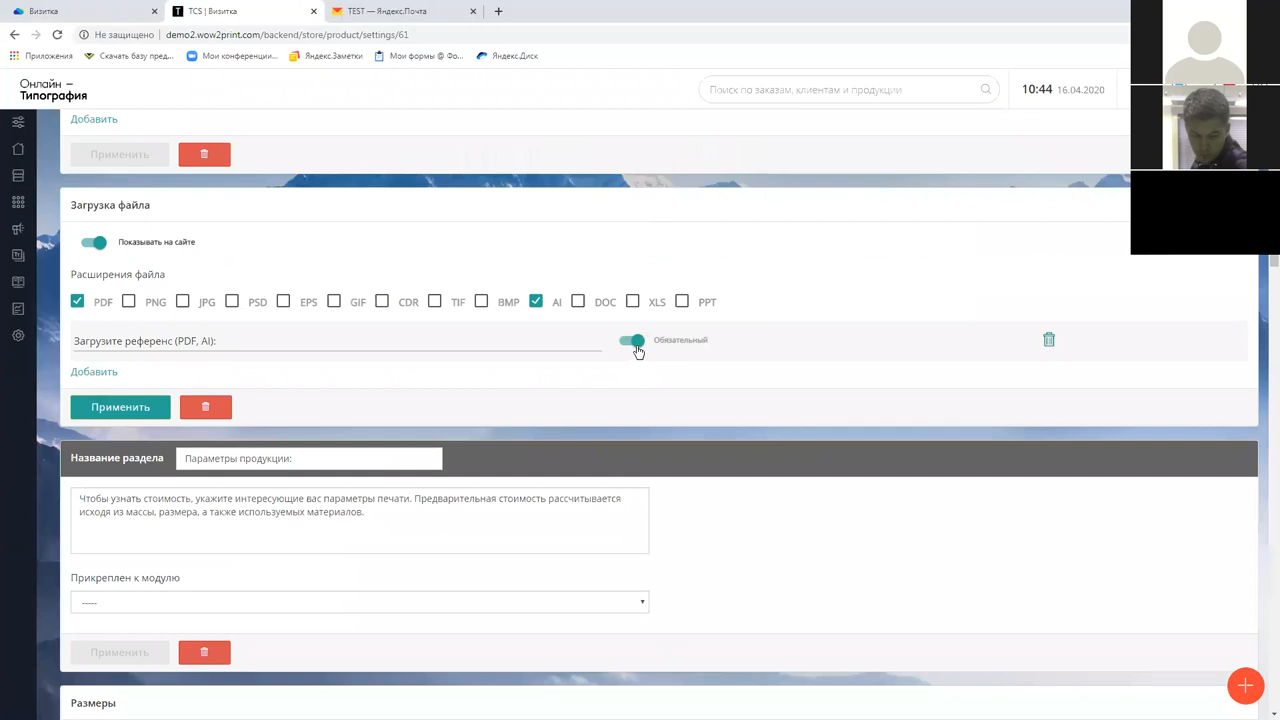 Визитка
TCS | Визитка
TEST — Яндекс.Почта
Не защищено
demo2.wow2print.com/backend/store/product/settings/61
Приложения
Скачать базу пред...
Мои конференции...
Яндекс.Заметки
Мои формы @ Фо...
Яндекс.Диск
Онлайн –
Типография
Поиск по заказам, клиентам и продукции
10:44 16.04.2020
Добавить
Применить
Загрузка файла
Показывать на сайте
Расширения файла
PDF PNG JPG PSD EPS GIF CDR TIF BMP AI DOC XLS PPT
Загрузите референс (PDF, AI):
Обязательный
Добавить
Применить
Название раздела
Параметры продукции:
Чтобы узнать стоимость, укажите интересующие вас параметры печати. Предварительная стоимость рассчитывается
исходя из массы, размера, а также используемых материалов.
Прикреплен к модулю
-----
Применить
Размеры